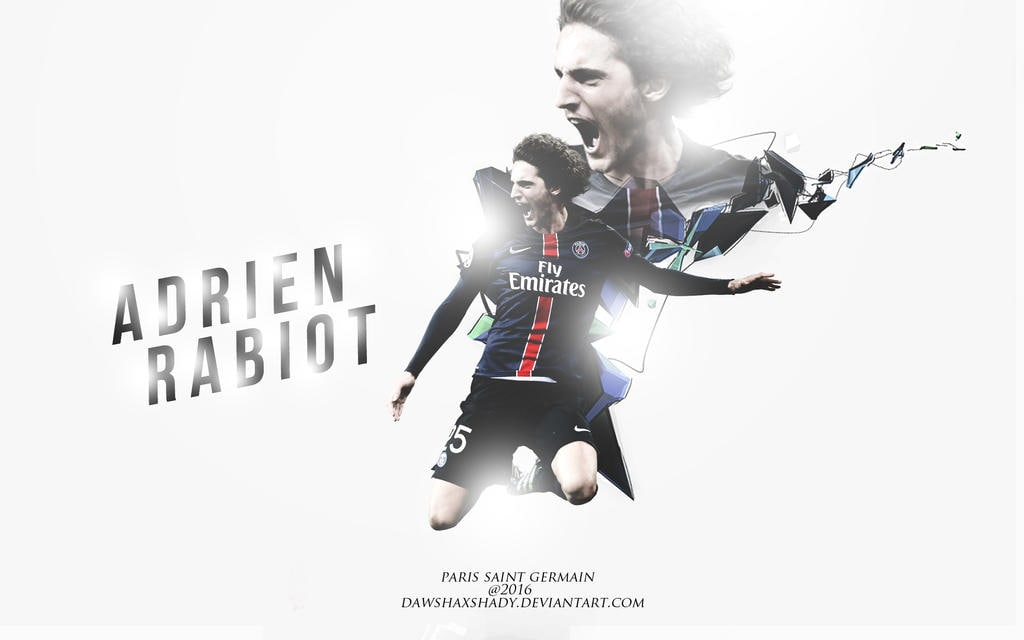 ADRIEN
RABIOT
Fly
Emirates
25
PARIS SAINT GERMAIN
@2016
DAWSHAXSHADY.DEVIANTART.COM